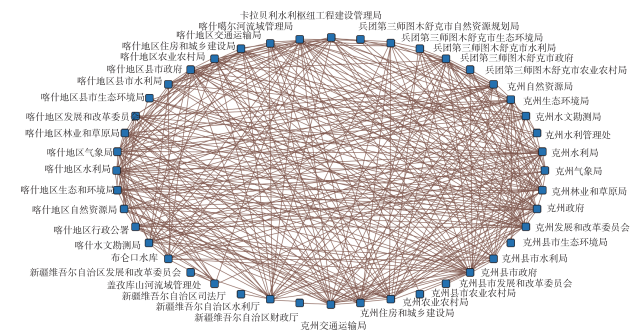 卡拉贝利水利枢纽工程建设管理局
喀什噶尔河流域管理局
兵团第三师图木舒克市自然资源规划局
喀什地区交通运输局
兵团第三师图木舒克市生态环境局
喀什地区住房和城乡建设局
兵团第三师图木舒克市水利局
喀什地区农业农村局
兵团第三师图木舒克市政府
喀什地区县市政府
兵团第三师图木舒克市农业农村局
喀什地区县市水利局
克州自然资源局
喀什地区县市生态环境局
克州生态环境局
喀什地区发展和改革委员会
克州水文勘测局
喀什地区林业和草原局
克州水利管理处
喀什地区气象局
克州水利局
喀什地区水利局
克州气象局
喀什地区生态和环境局
克州林业和草原局
喀什地区自然资源局
克州政府
喀什地区行政公署
克州发展和改革委员会
喀什水文勘测局
克州县市生态环境局
布仑口水库
克州县市水利局
新疆维吾尔自治区发展和改革委员会
克州县市政府
盖孜库山河流域管理处
克州县市发展和改革委员会
新疆维吾尔自治区司法厅
克州县市农业农村局
新疆维吾尔自治区水利厅
克州农业农村局
新疆维吾尔自治区财政厅
克州住房和城乡建设局
克州交通运输局